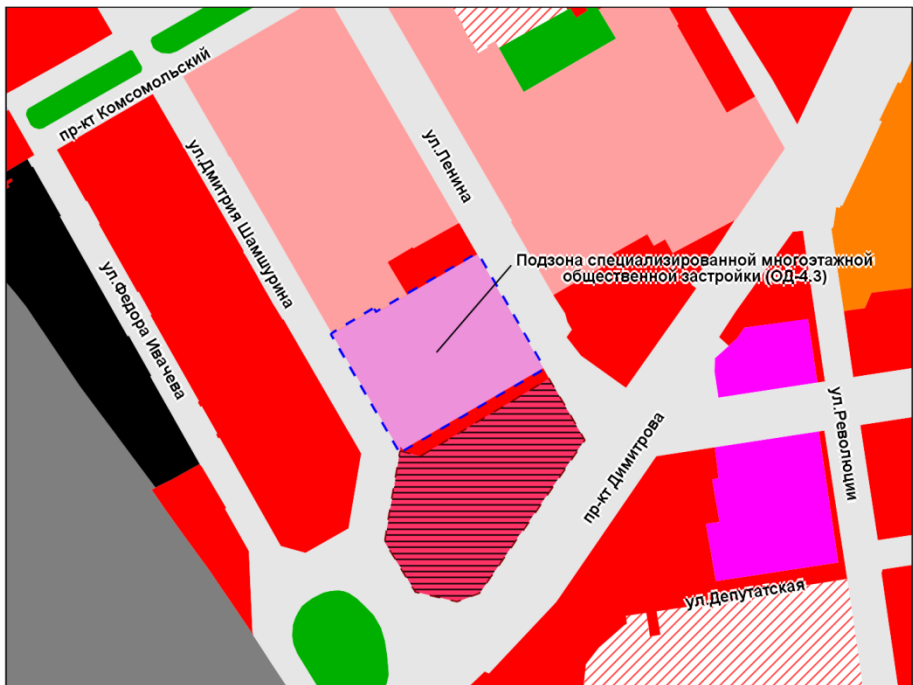 пр-кт Комсомольский
ул.Дмитрия Шамшурина
ул.Ленина
ул.Федора Ивачева
Подзона специализированной многоэтажной
общественной застройки (ОД-4.3)
пр-кт Димитрова
ул.Революции
ул.Депутатская